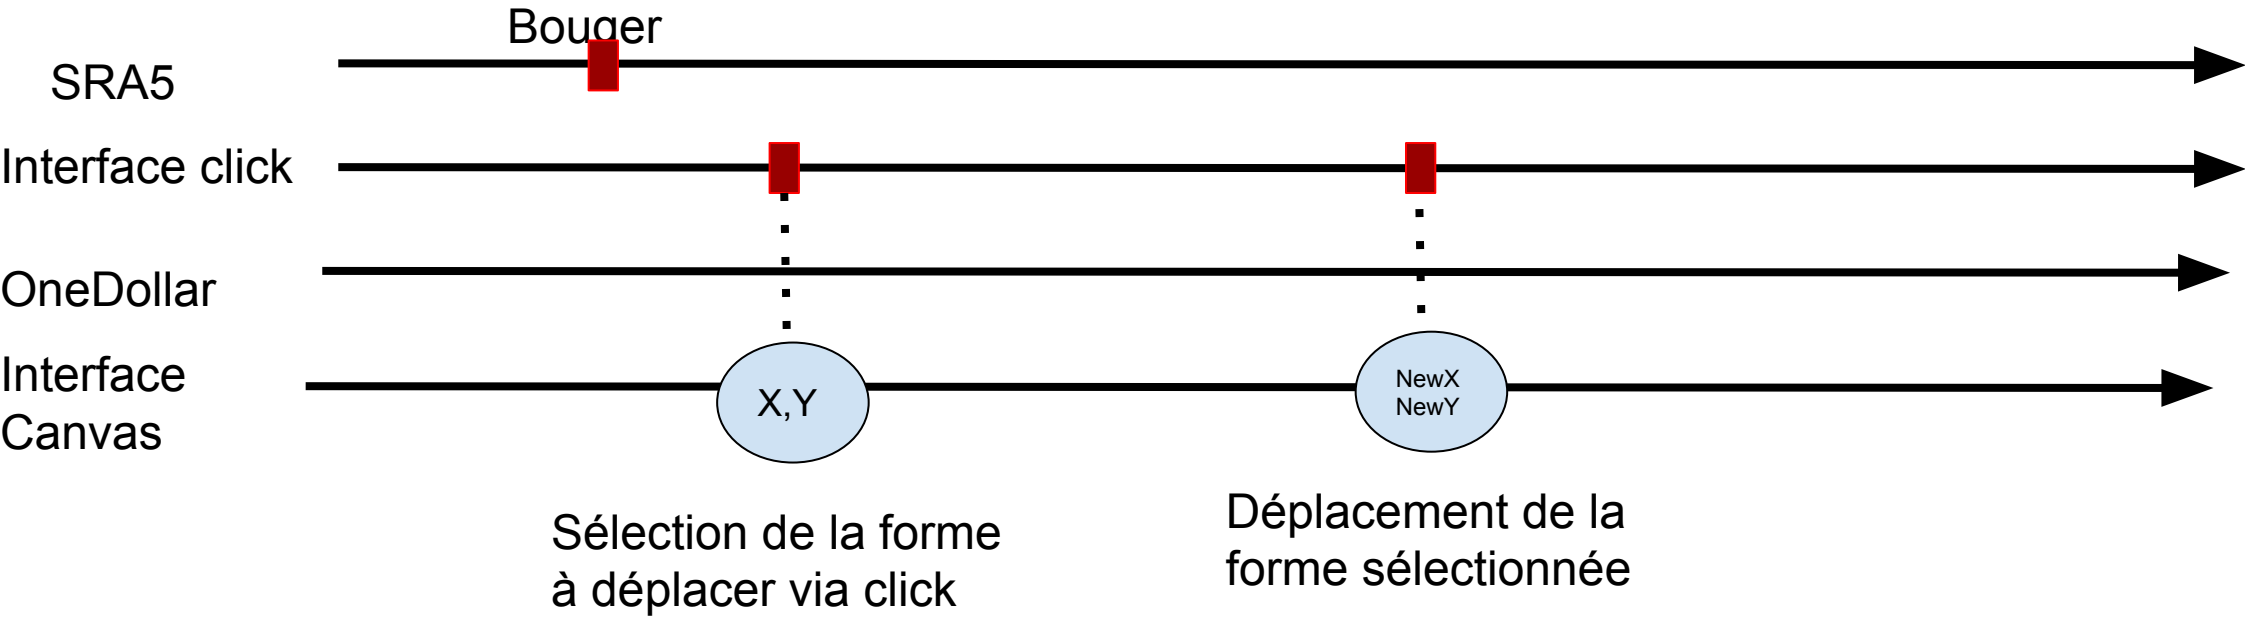 Bouger
SRA5
Interface click
OneDollar
Interface
Canvas
X,Y
NewX
NewY
Sélection de la forme
à déplacer via click
Déplacement de la
forme sélectionnée